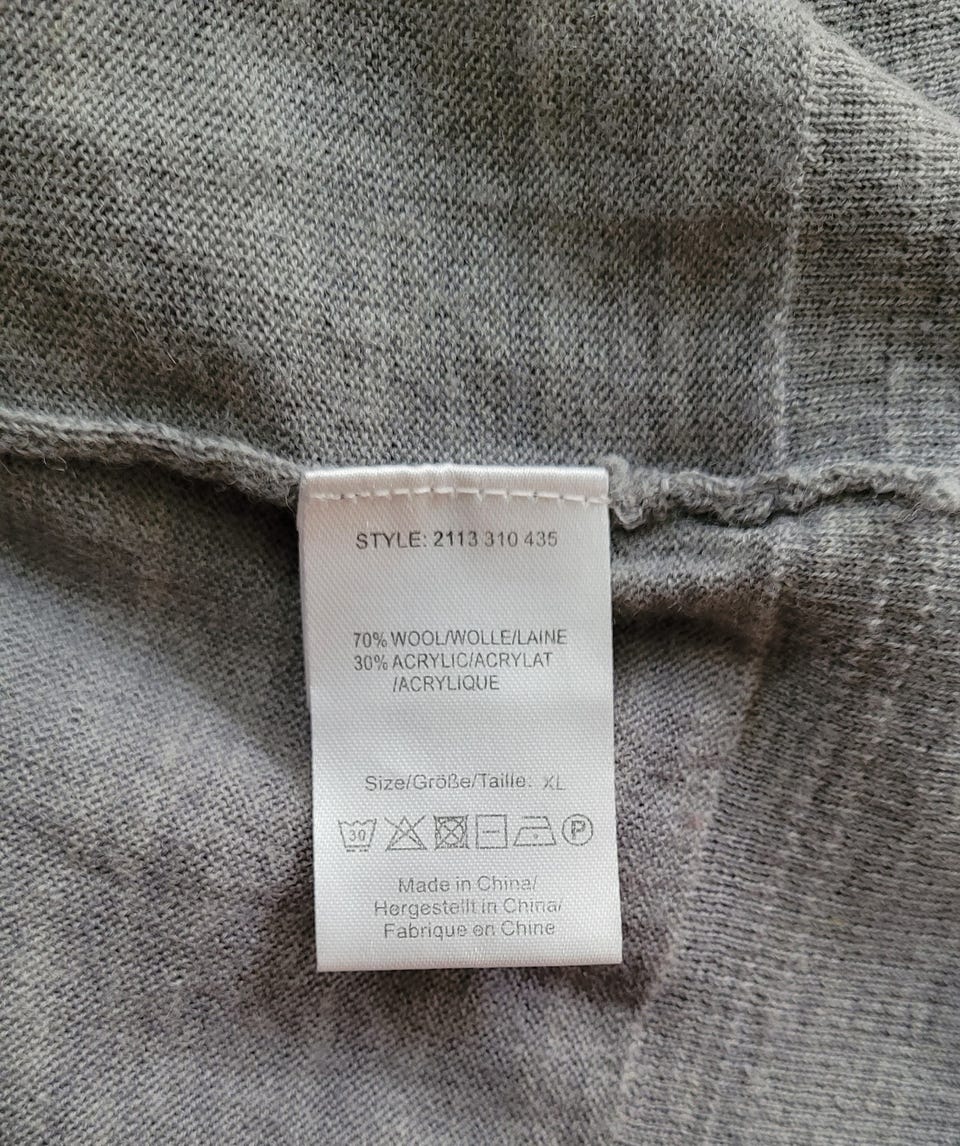 STYLE: 2113 310 435
70% WOOL/WOLLE/LAINE
30% ACRYLIC/ACRYLAT
/ACRYLIQUE
Size/Größe/Taille: XL
30 P
Made in China/
Hergestellt in China/
Fabrique en Chine